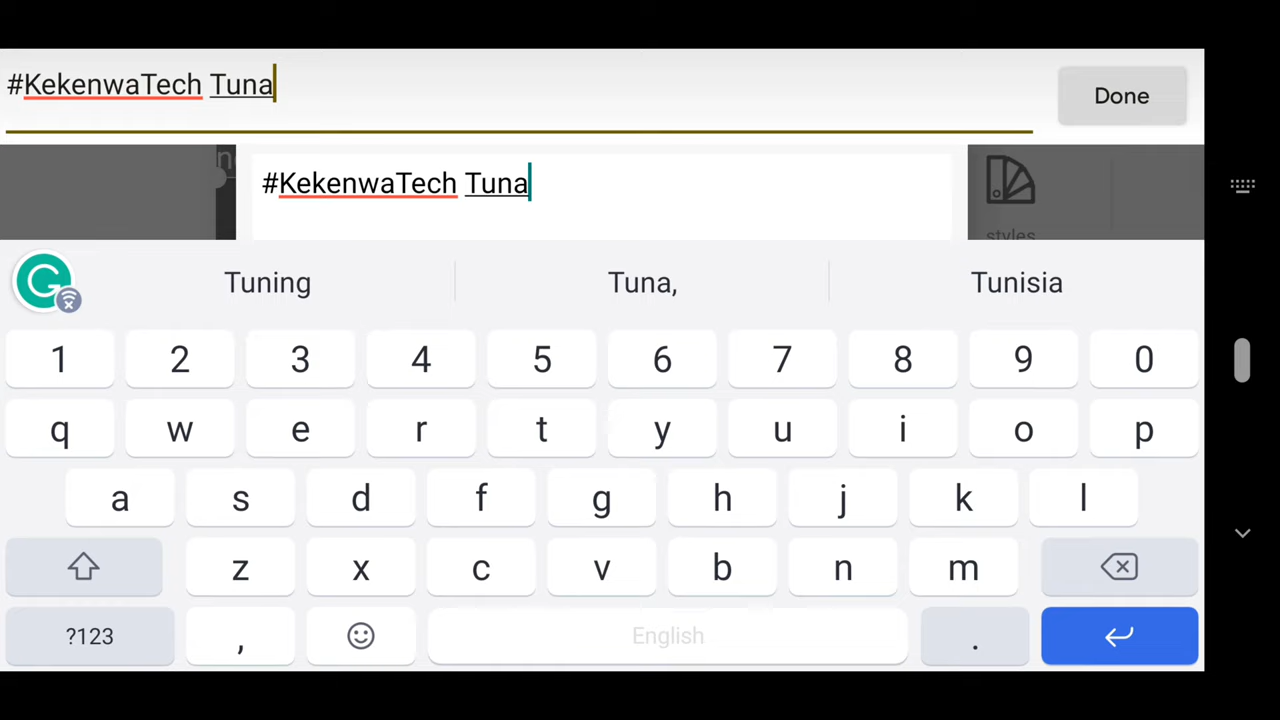 #KekenwaTech Tuna
Done
#KekenwaTech Tuna
styles
Tuning Tuna, Tunisia
1 2 3 4 5 6 7 8 9 0
q w e r t y u i o p
a s d f g h j k l
z x c v b n m
?123 , English .